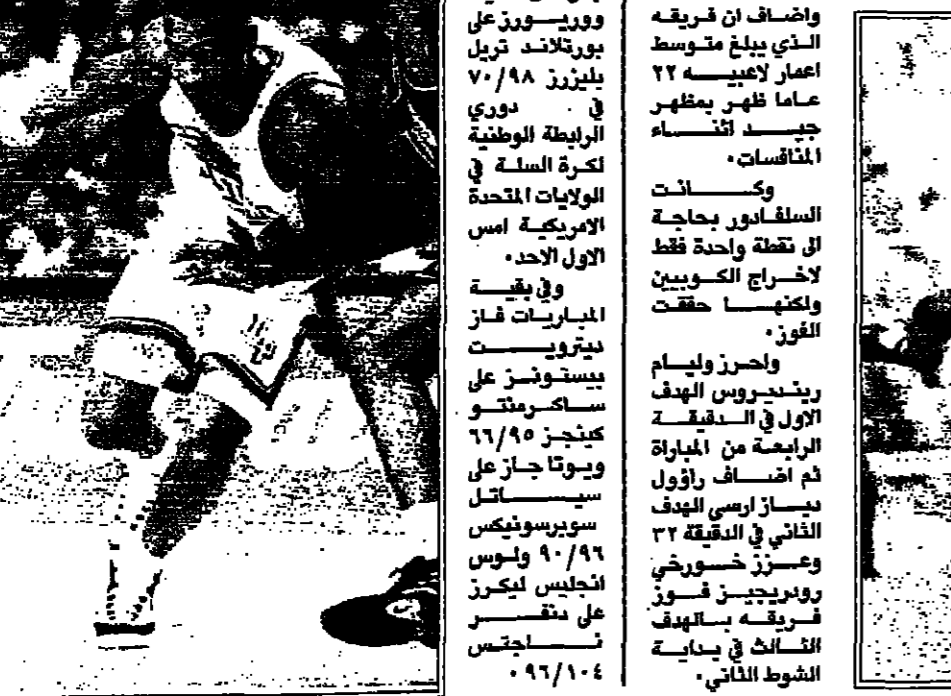 واضاف ان فريقه
الذي يبلغ متوسط
اعمار لاعبيه ٢٢
عاما ظهر بمظهر
جيد اثناء
المنافسات.
وكانت
السلفادور بحاجة
الى نقطة واحدة فقط
لاخراج الكوبيين
ولكنها حققت
الفوز.
واحرز وليام
رينديروس الهدف
الاول في الدقيقة
الرابعة من المباراة
ثم اضاف راؤول
دياز ارسي الهدف
الثاني في الدقيقة ٣٢
وعزز خورخي
رودريجيز فوز
فريقه بالهدف
الثالث في بداية
الشوط الثاني.
ووريورز على
بورتلاند تريل
بليزرز ٧٠/٩٨
في دوري
الرابطة الوطنية
لكرة السلة في
الولايات المتحدة
الامريكية امس
الاول الاحد.
وفي بقية
المباريات فاز
ديترويت
بيستونز على
ساكرمنتو
كينجز ٦٦/٩٥
ويوتا جاز على
سياتل
سوبرسونيكس
٩٠/٩٦ ولوس
انجليس ليكرز
على دنفر
ناجتس
٩٦/١٠٤.